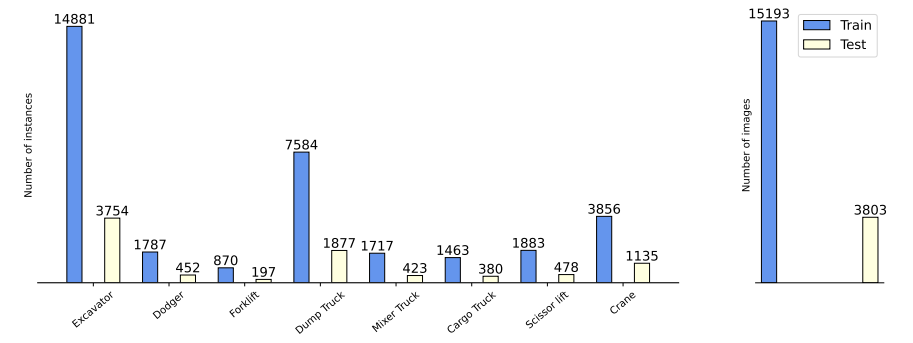 Number of instances
14881
3754
1787
452
870
197
7584
1877
1717
423
1463
380
1883
478
3856
1135
Excavator
Dodger
Forklift
Dump Truck
Mixer Truck
Cargo Truck
Scissor lift
Crane
Number of images
15193
3803
Train
Test